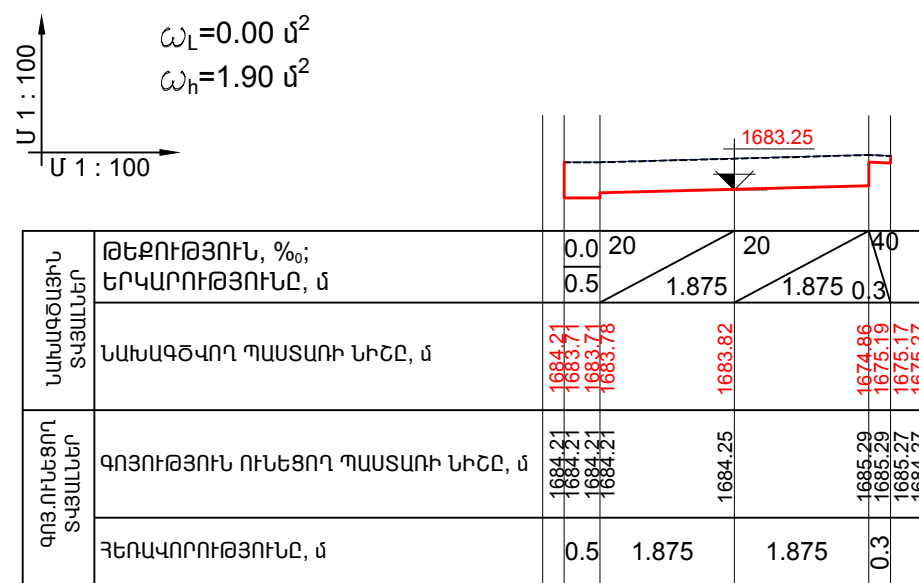 ωL=0.00 մ²
ωh=1.90 մ²
Մ 1 : 100
Մ 1 : 100
1683.25
ՆԱԽԱԳԾԱՅԻՆ
ՏՎՅԱԼՆԵՐ
ԹԵՔՈՒԹՅՈՒՆ, ‰;
ԵՐԿԱՐՈՒԹՅՈՒՆԸ, մ
0.0 20 20 40
0.5 1.875 1.875 0.3
ՆԱԽԱԳԾՎՈՂ ՊԱՍՏԱՌԻ ՆԻՇԸ, մ
1684.21 1683.71 1683.71 1683.78 1683.82 1674.86 1675.19 1675.17 1675.27
ԳՈՅ.ՈՒՆԵՑՈՂ
ՏՎՅԱԼՆԵՐ
ԳՈՅՈՒԹՅՈՒՆ ՈՒՆԵՑՈՂ ՊԱՍՏԱՌԻ ՆԻՇԸ, մ
1684.21 1684.21 1684.21 1684.21 1684.25 1685.29 1685.29 1685.27 1684.27
ՀԵՌԱՎՈՐՈՒԹՅՈՒՆԸ, մ
0.5 1.875 1.875 0.3